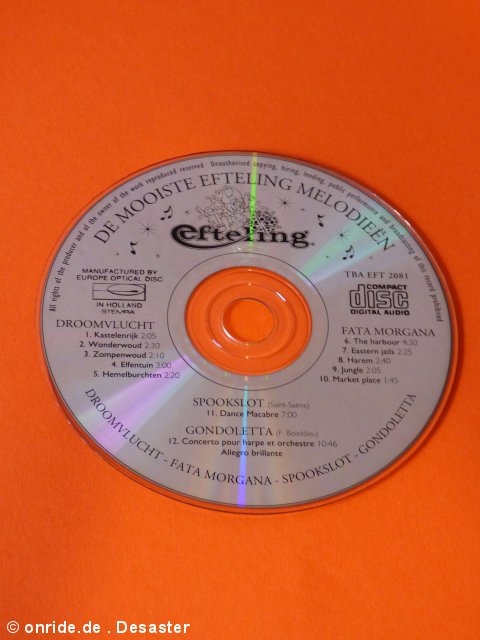 All rights of the producer and of the owner of the work reproduced reserved. Unauthorised copying, hiring, lending, public performance and broadcasting of this record prohibited
DE MOOISTE EFTELING MELODIEËN
efteling®
MANUFACTURED BY
EUROPE OPTICAL DISC
IN HOLLAND
STEMRA
TBA EFT 2081
COMPACT
disc
DIGITAL AUDIO
DROOMVLUCHT
1. Kastelenrijk 2:05
2. Wonderwoud 2:30
3. Zompenwoud 2:10
4. Elfentuin 3:00
5. Hemelburchten 2:20
FATA MORGANA
6. The harbour 4:30
7. Eastern jails 2:25
8. Harem 2:40
9. Jungle 2:05
10. Market place 1:45
SPOOKSLOT (Saint-Saëns)
11. Dance Macabre 7:00
GONDOLETTA (F. Boieldieu)
12. Concerto pour harpe et orchestre 10:46
Allegro brillante
DROOMVLUCHT - FATA MORGANA - SPOOKSLOT - GONDOLETTA
© onride.de . Desaster